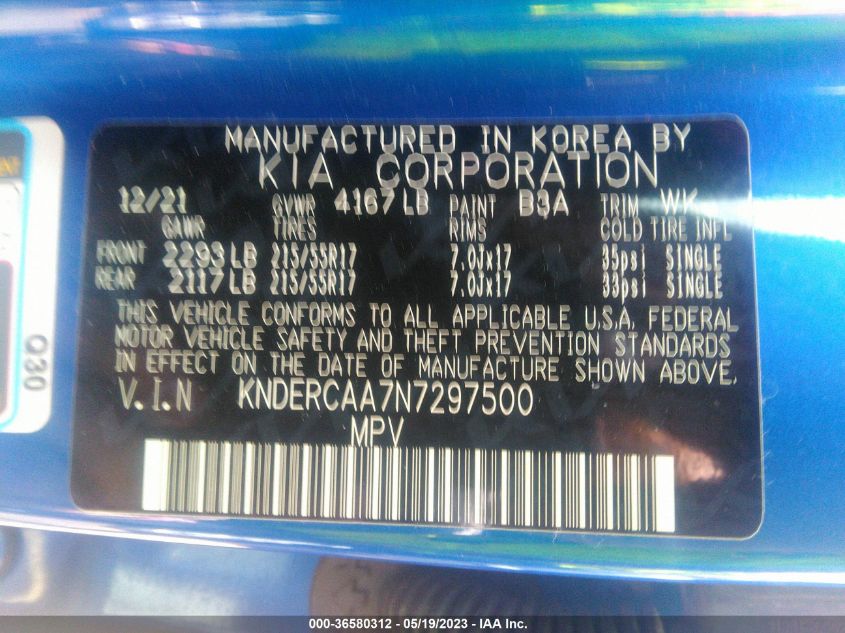 MANUFACTURED IN KOREA BY
KIA CORPORATION
12/21 GVWR 4167 LB PAINT B3A TRIM WK
GAWR TIRES RIMS COLD TIRE INFL
FRONT 2293 LB 215/55R17 7.0Jx17 35psi SINGLE
REAR 2117 LB 215/55R17 7.0Jx17 33psi SINGLE
THIS VEHICLE CONFORMS TO ALL APPLICABLE U.S.A. FEDERAL
MOTOR VEHICLE SAFETY AND THEFT PREVENTION STANDARDS
IN EFFECT ON THE DATE OF MANUFACTURE SHOWN ABOVE.
V.I.N KNDERCAA7N7297500
MPV
030
000-36580312 - 05/19/2023 - IAA Inc.